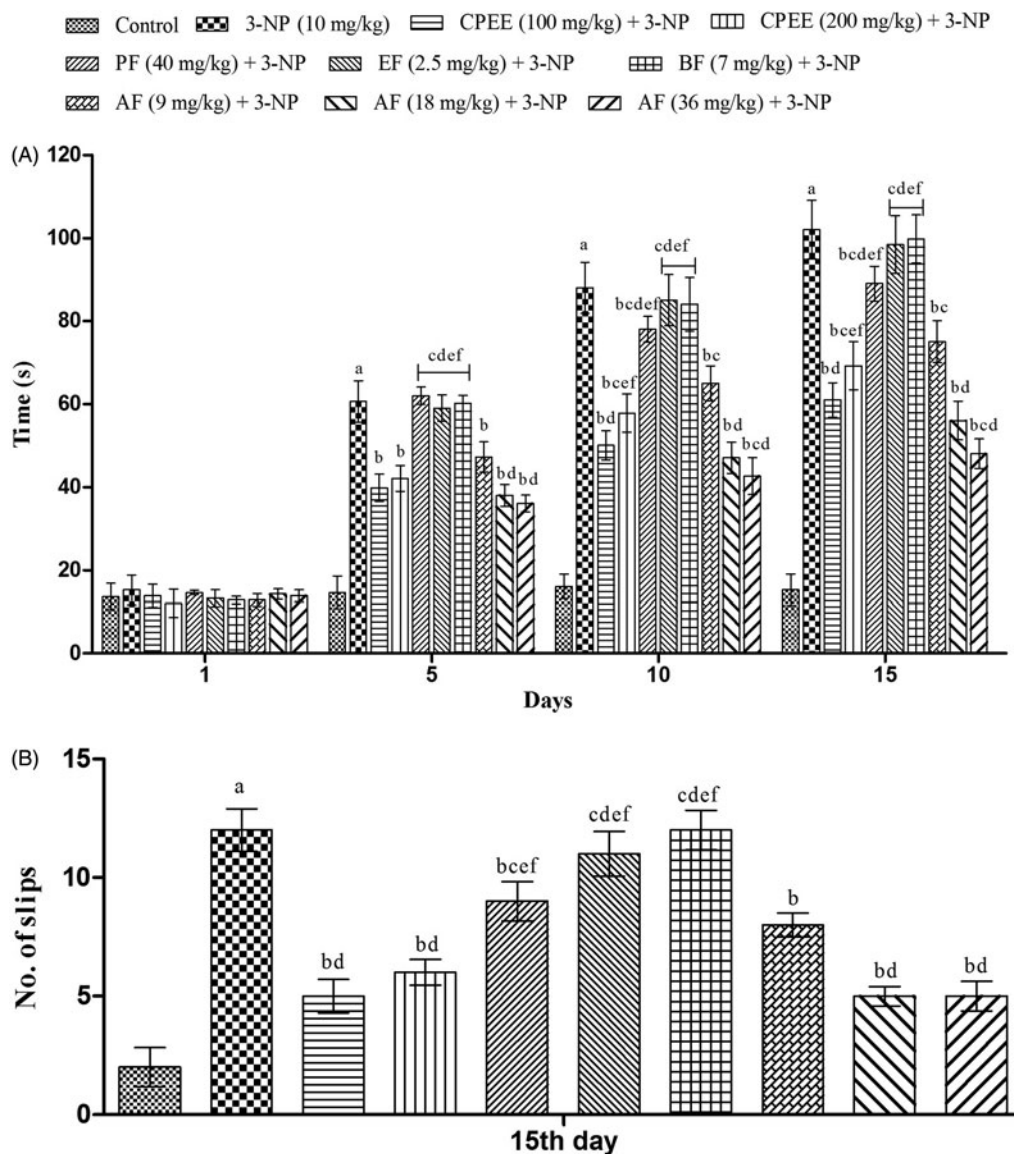 Control 3-NP (10 mg/kg) CPEE (100 mg/kg) + 3-NP CPEE (200 mg/kg) + 3-NP
PF (40 mg/kg) + 3-NP EF (2.5 mg/kg) + 3-NP BF (7 mg/kg) + 3-NP
AF (9 mg/kg) + 3-NP AF (18 mg/kg) + 3-NP AF (36 mg/kg) + 3-NP
(A)
Time (s)
120
100
80
60
40
20
0
a
b
b
cdef
b
bd
bd
a
bd
bcef
bcdef
cdef
bc
bd
bcd
a
bd
bcef
bcdef
cdef
bc
bd
bcd
1 5 10 15
Days
(B)
No. of slips
15
10
5
0
a
bd
bd
bcef
cdef
cdef
b
bd
bd
15th day